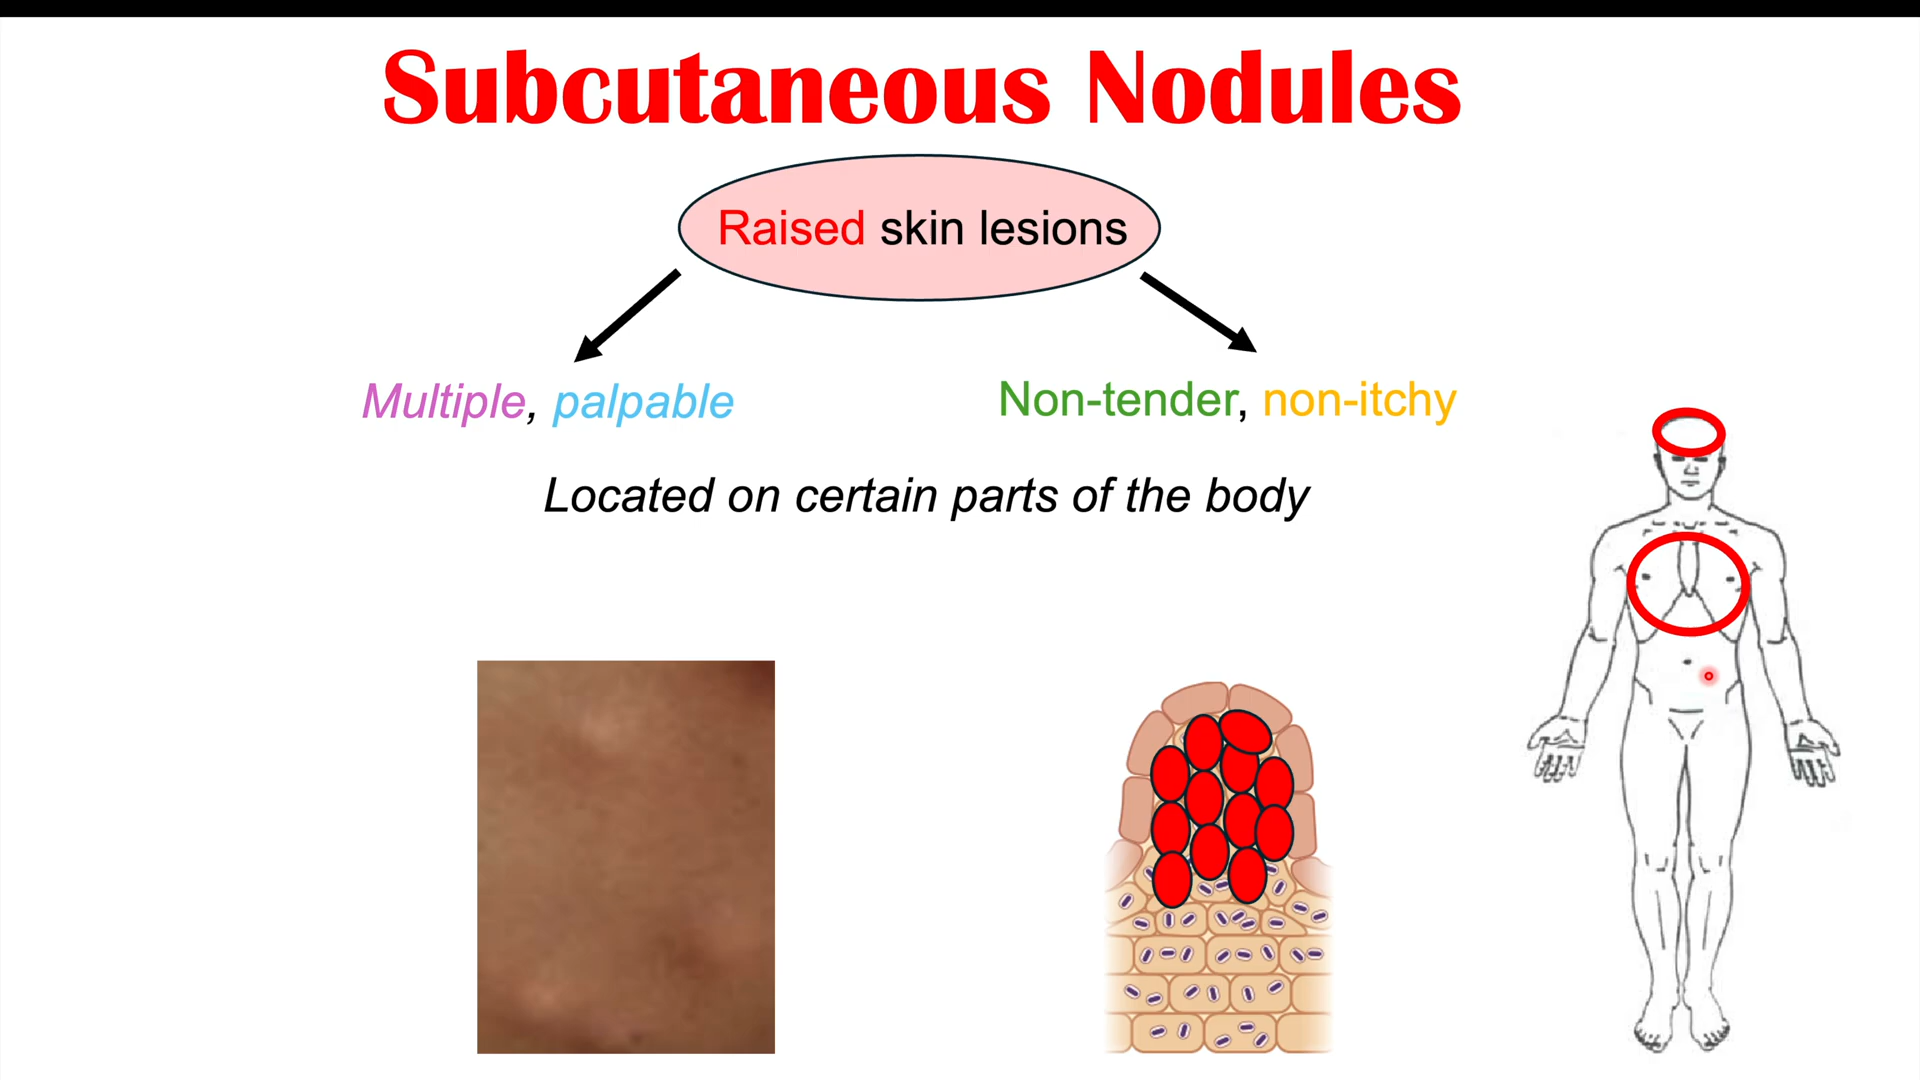 Subcutaneous Nodules
Raised skin lesions
Multiple, palpable
Non-tender, non-itchy
Located on certain parts of the body